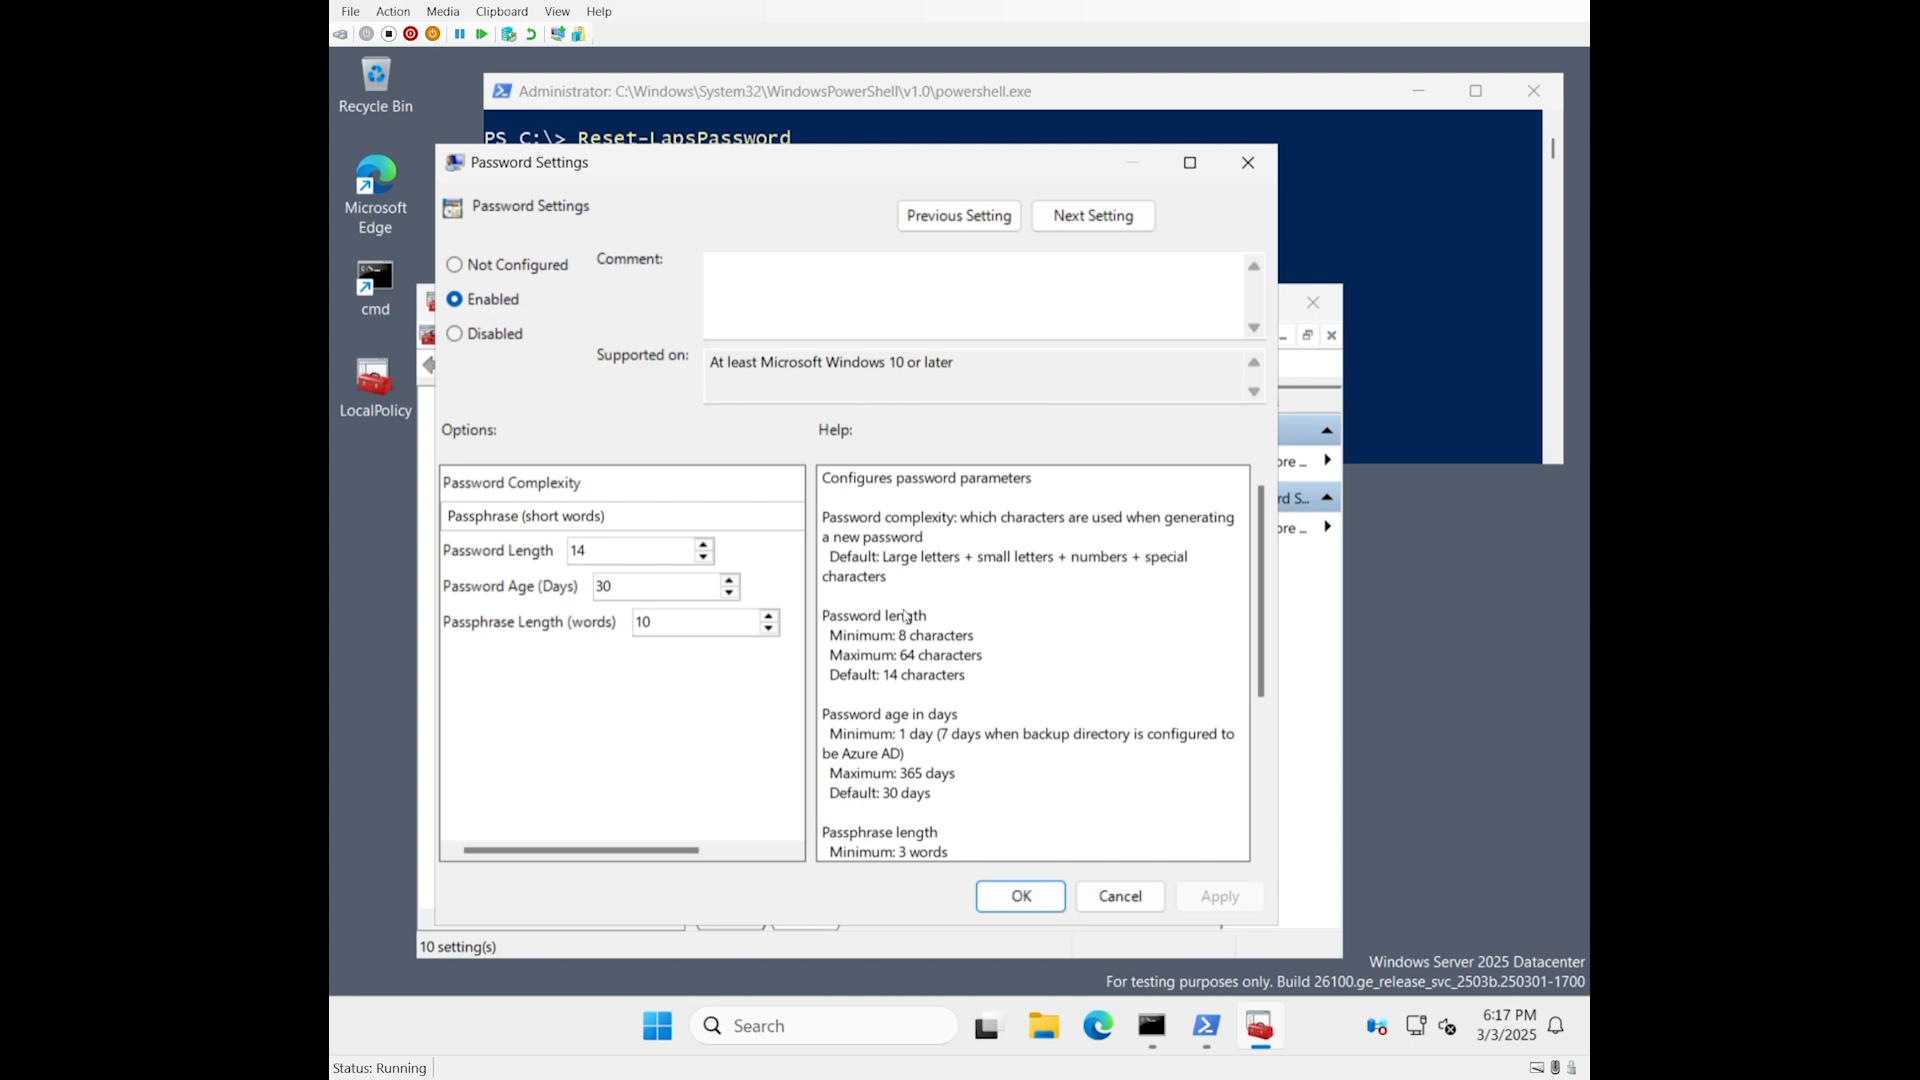 File Action Media Clipboard View Help
Recycle Bin
Microsoft
Edge
cmd
LocalPolicy
Administrator: C:\Windows\System32\WindowsPowerShell\v1.0\powershell.exe
PS C:\> Reset-LapsPassword
Password Settings
Password Settings
Previous Setting Next Setting
Not Configured
Comment:
Enabled
Disabled
Supported on:
At least Microsoft Windows 10 or later
Options:
Help:
Password Complexity
Passphrase (short words)
Password Length 14
Password Age (Days) 30
Passphrase Length (words) 10
Configures password parameters
Password complexity: which characters are used when generating
a new password
Default: Large letters + small letters + numbers + special
characters
Password length
Minimum: 8 characters
Maximum: 64 characters
Default: 14 characters
Password age in days
Minimum: 1 day (7 days when backup directory is configured to
be Azure AD)
Maximum: 365 days
Default: 30 days
Passphrase length
Minimum: 3 words
OK Cancel Apply
ore ...
rd S...
ore ...
10 setting(s)
Windows Server 2025 Datacenter
For testing purposes only. Build 26100.ge_release_svc_2503b.250301-1700
Search
6:17 PM
3/3/2025
Status: Running